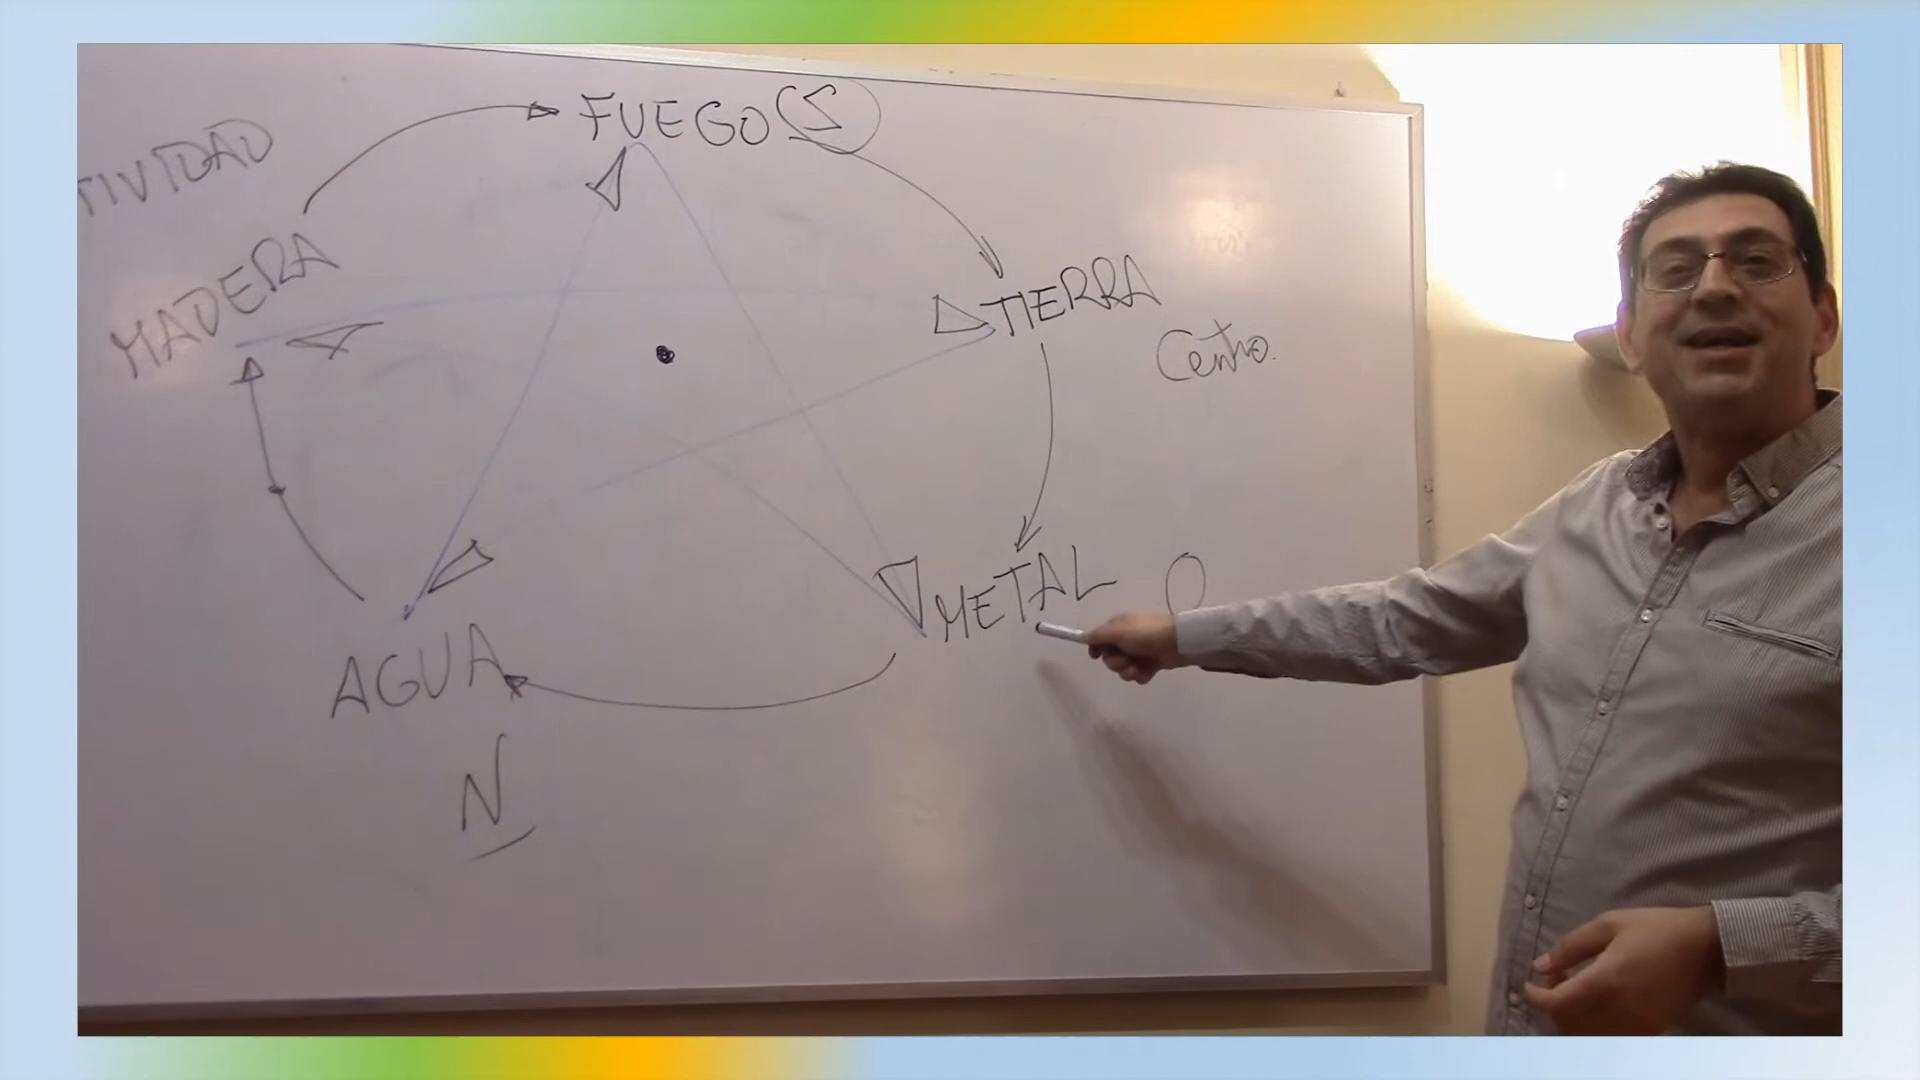 TIVIDAD
FUEGO (S)
MADERA
TIERRA
Centro.
METAL O
AGUA
N